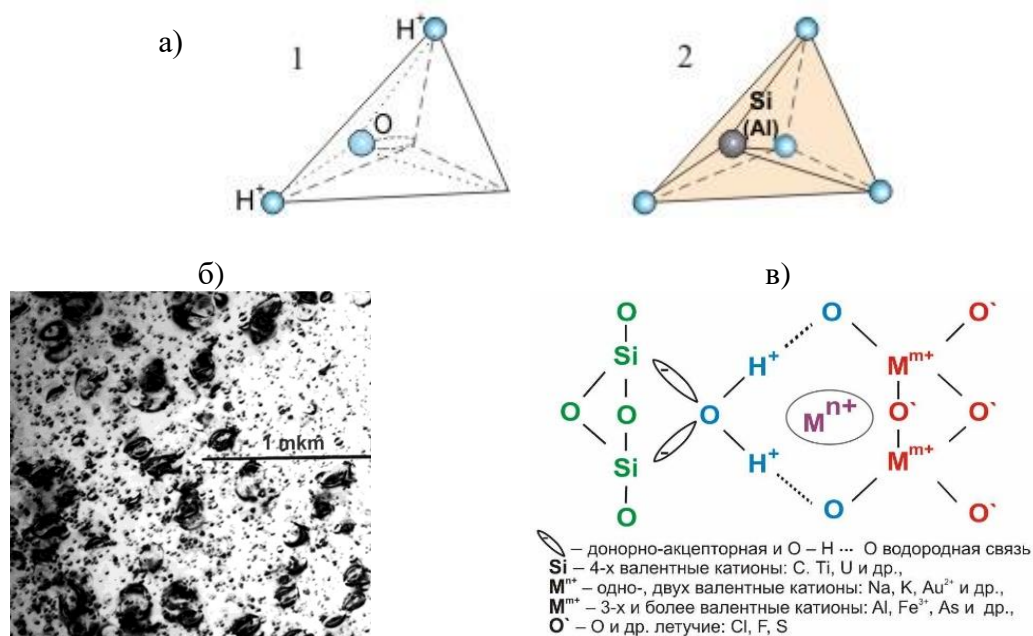 а)
1
H⁺
O
H⁺
2
Si
(Al)
б)
1 mkm
в)
O
Si
O
O
Si
O
O
H⁺
H⁺
O
O
Mⁿ⁺
Mᵐ⁺
O`
Mᵐ⁺
O`
O`
O`
– донорно-акцепторная и O – H ••• O водородная связь
Si – 4-х валентные катионы: C. Ti, U и др.,
Mⁿ⁺ – одно-, двух валентные катионы: Na, K, Au²⁺ и др.,
Mᵐ⁺ – 3-х и более валентные катионы: Al, Fe³⁺, As и др.,
O` – O и др. летучие: Cl, F, S